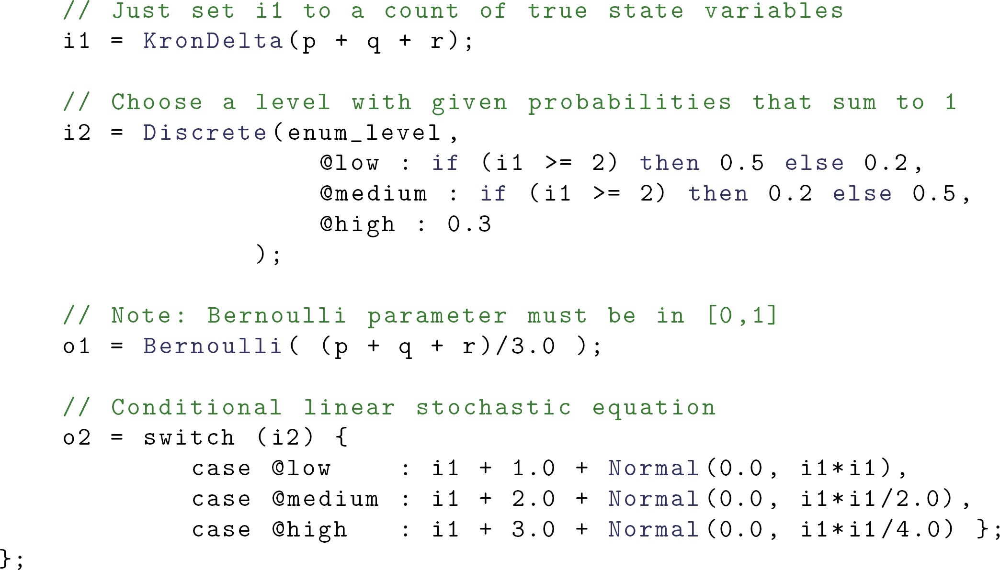 // Just set i1 to a count of true state variables
i1 = KronDelta(p + q + r);
// Choose a level with given probabilities that sum to 1
i2 = Discrete(enum_level,
@low : if (i1 >= 2) then 0.5 else 0.2,
@medium : if (i1 >= 2) then 0.2 else 0.5,
@high : 0.3
);
// Note: Bernoulli parameter must be in [0,1]
o1 = Bernoulli( (p + q + r)/3.0 );
// Conditional linear stochastic equation
o2 = switch (i2) {
case @low : i1 + 1.0 + Normal(0.0, i1*i1),
case @medium : i1 + 2.0 + Normal(0.0, i1*i1/2.0),
case @high : i1 + 3.0 + Normal(0.0, i1*i1/4.0) };
};